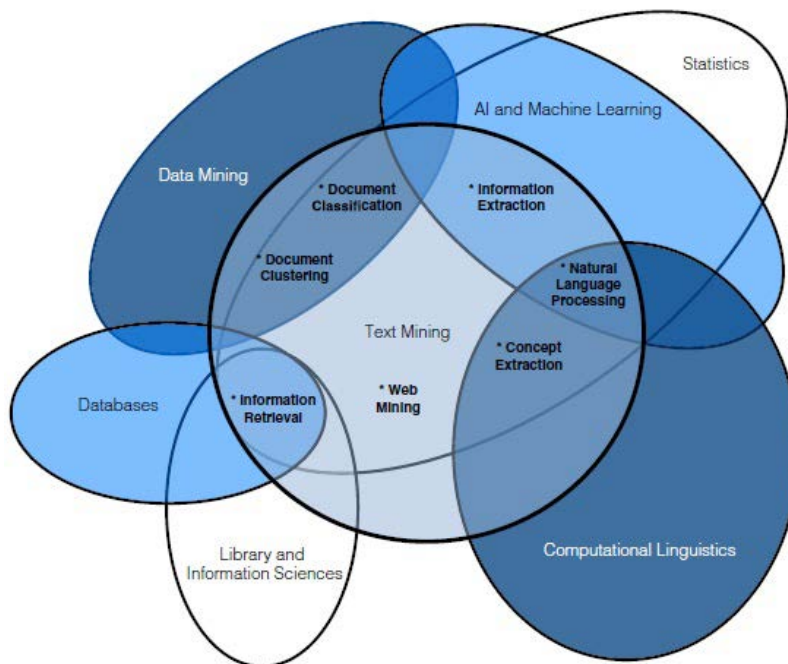 Statistics
AI and Machine Learning
Data Mining
* Document
Classification
* Information
Extraction
* Document
Clustering
* Natural
Language
Processing
Text Mining
* Concept
Extraction
* Web
Mining
Databases
* Information
Retrieval
Library and
Information Sciences
Computational Linguistics